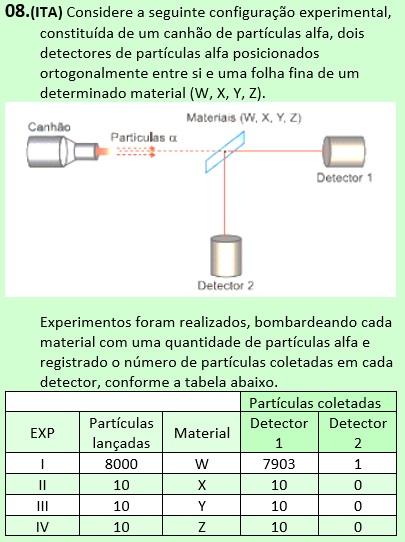 08.(ITA) Considere a seguinte configuração experimental,
constituída de um canhão de partículas alfa, dois
detectores de partículas alfa posicionados
ortogonalmente entre si e uma folha fina de um
determinado material (W, X, Y, Z).
Materiais (W, X, Y, Z)
Canhão
Partículas α
Detector 1
Detector 2
Experimentos foram realizados, bombardeando cada
material com uma quantidade de partículas alfa e
registrado o número de partículas coletadas em cada
detector, conforme a tabela abaixo.
Partículas coletadas
EXP Partículas lançadas Material Detector 1 Detector 2
I 8000 W 7903 1
II 10 X 10 0
III 10 Y 10 0
IV 10 Z 10 0